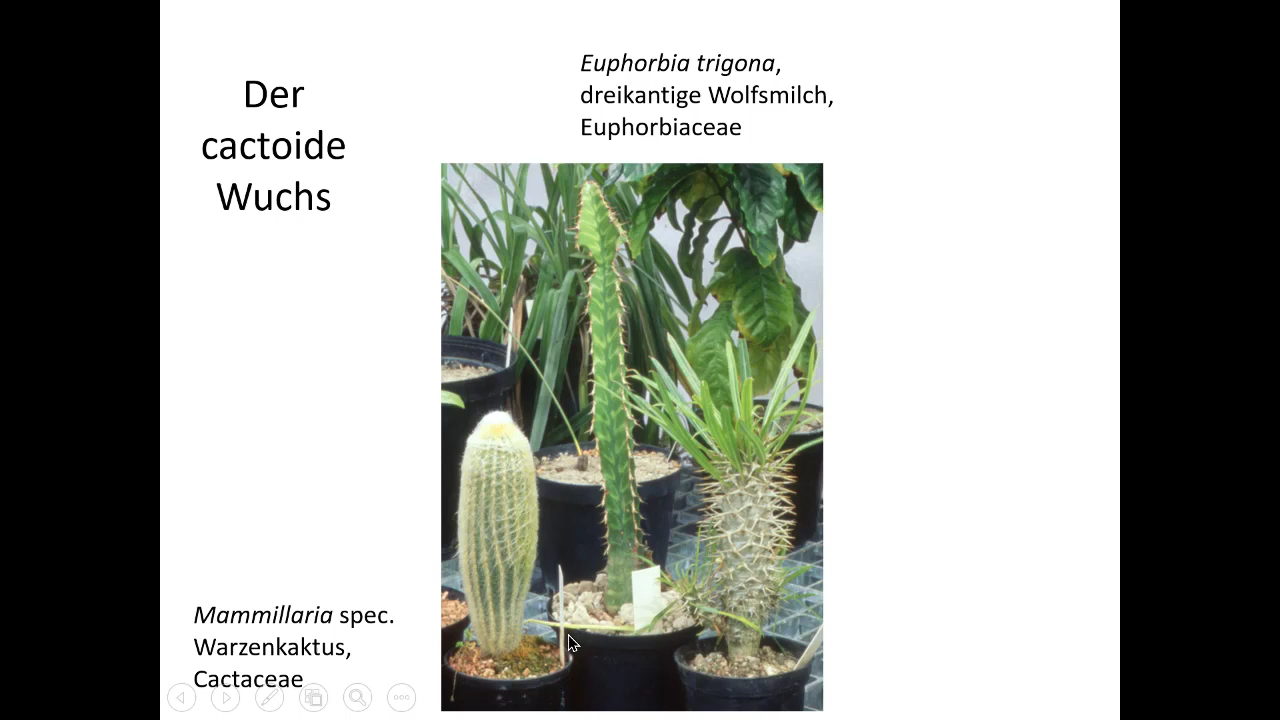 Der
cactoide
Wuchs
Euphorbia trigona,
dreikantige Wolfsmilch,
Euphorbiaceae
Mammillaria spec.
Warzenkaktus,
Cactaceae